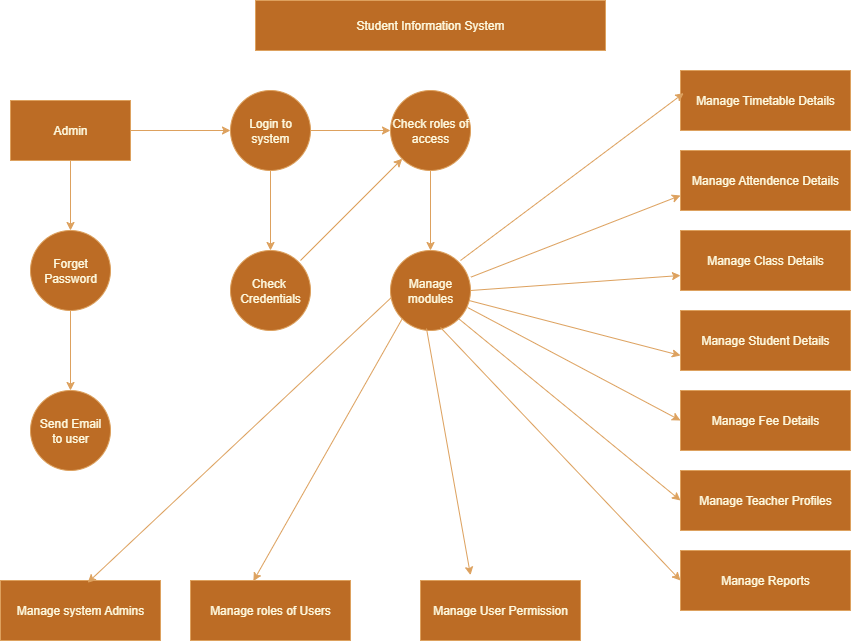 Student Information System
Admin
Login to
system
Check roles of
access
Forget
Password
Check
Credentials
Manage
modules
Send Email
to user
Manage Timetable Details
Manage Attendence Details
Manage Class Details
Manage Student Details
Manage Fee Details
Manage Teacher Profiles
Manage Reports
Manage system Admins
Manage roles of Users
Manage User Permission